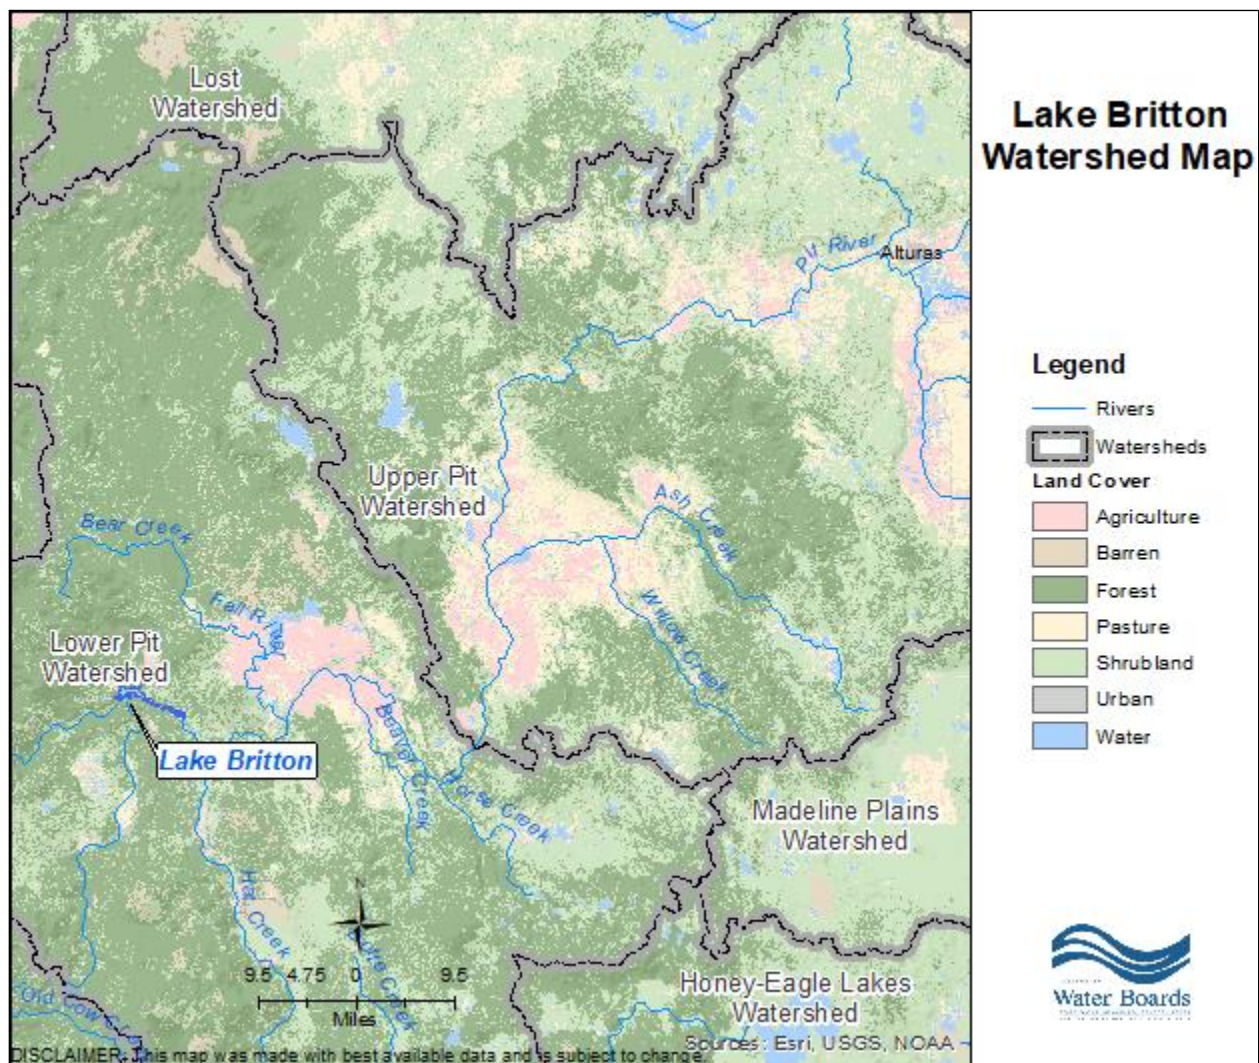 Lost
Watershed
Lake Britton
Watershed Map
Pit River
Alturas
Legend
Rivers
Watersheds
Land Cover
Agriculture
Barren
Forest
Pasture
Shrubland
Urban
Water
Upper Pit
Watershed
Ash Creek
Bear Creek
Fall River
Willow Creek
Lower Pit
Watershed
Lake Britton
Beaver Creek
Horse Creek
Madeline Plains
Watershed
Hat Creek
N
Butte Creek
9.5 4.75 0 9.5
Miles
Old Cow Creek
Honey-Eagle Lakes
Watershed
Water Boards
Sources: Esri, USGS, NOAA
DISCLAIMER: This map was made with best available data and is subject to change.